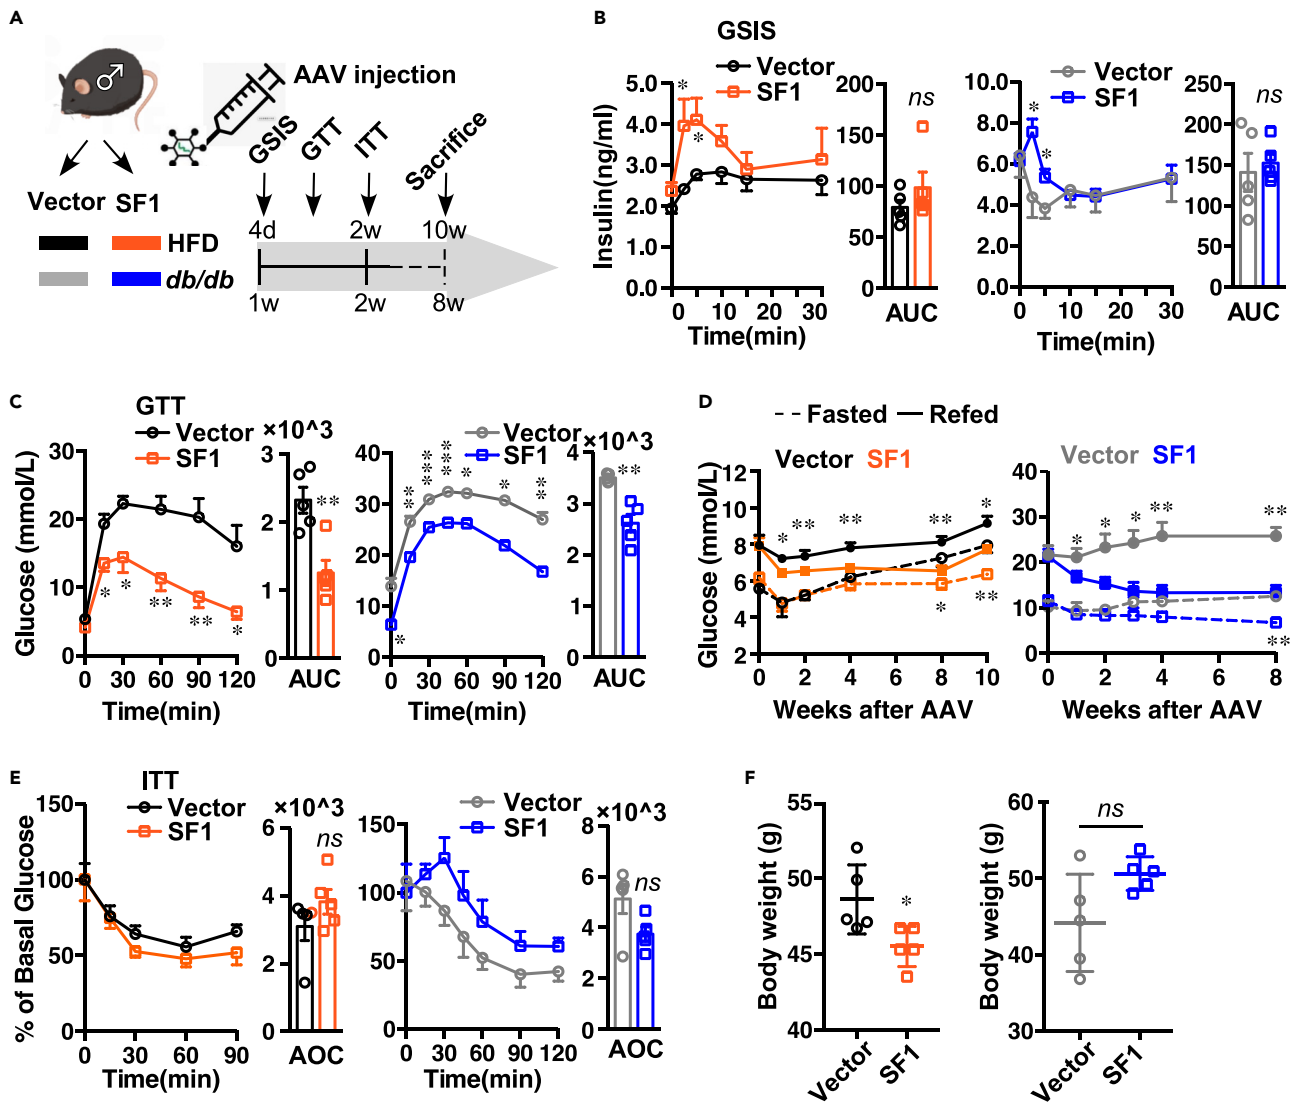 A
♂
AAV injection
GSIS
GTT
ITT
Sacrifice
Vector SF1
HFD
db/db
4d 2w 10w
1w 2w 8w
B
GSIS
Vector
SF1
Insulin(ng/ml)
5.0
4.0
3.0
2.0
1.0
0.0
*
*
0 10 20 30
Time(min)
200
150
100
50
0
ns
AUC
Vector
SF1
10.0
8.0
6.0
4.0
2.0
0.0
*
*
0 10 20 30
Time(min)
250
200
150
100
50
0
ns
AUC
C
GTT
Vector
SF1
Glucose (mmol/L)
30
20
10
0
*
*
**
**
*
0 30 60 90 120
Time(min)
×10^3
3
2
1
0
**
AUC
Vector
SF1
40
30
20
10
0
*
**
***
***
*
*
**
0 30 60 90 120
Time(min)
×10^3
4
3
2
1
0
**
AUC
D
Fasted Refed
Vector SF1
Glucose (mmol/L)
12
10
8
6
4
2
* ** ** ** *
* **
0 2 4 6 8 10
Weeks after AAV
Vector SF1
40
30
20
10
0
* * * ** **
**
0 2 4 6 8
Weeks after AAV
E
ITT
Vector
SF1
% of Basal Glucose
150
100
50
0
0 30 60 90
Time(min)
×10^3
6
4
2
0
ns
AOC
Vector
SF1
150
100
50
0
0 30 60 90 120
Time(min)
×10^3
8
6
4
2
0
ns
AOC
F
Body weight (g)
55
50
45
40
*
Vector
SF1
Body weight (g)
60
50
40
30
ns
Vector
SF1